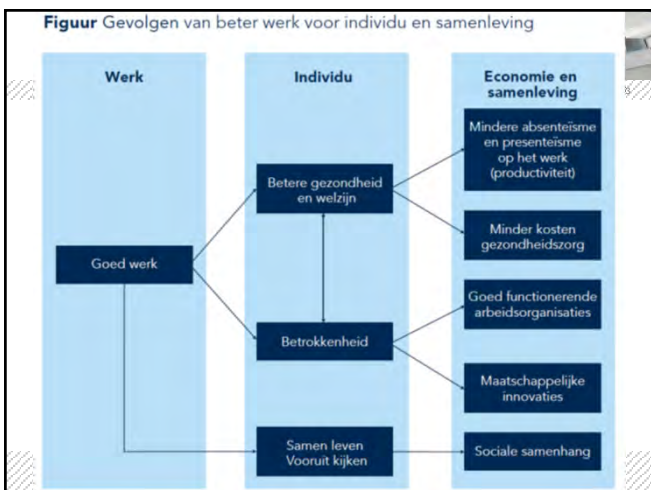 Figuur Gevolgen van beter werk voor individu en samenleving
Werk
Individu
Economie en
samenleving
Goed werk
Betere gezondheid
en welzijn
Betrokkenheid
Samen leven
Vooruit kijken
Mindere absenteïsme
en presenteïsme
op het werk
(productiviteit)
Minder kosten
gezondheidszorg
Goed functionerende
arbeidsorganisaties
Maatschappelijke
innovaties
Sociale samenhang